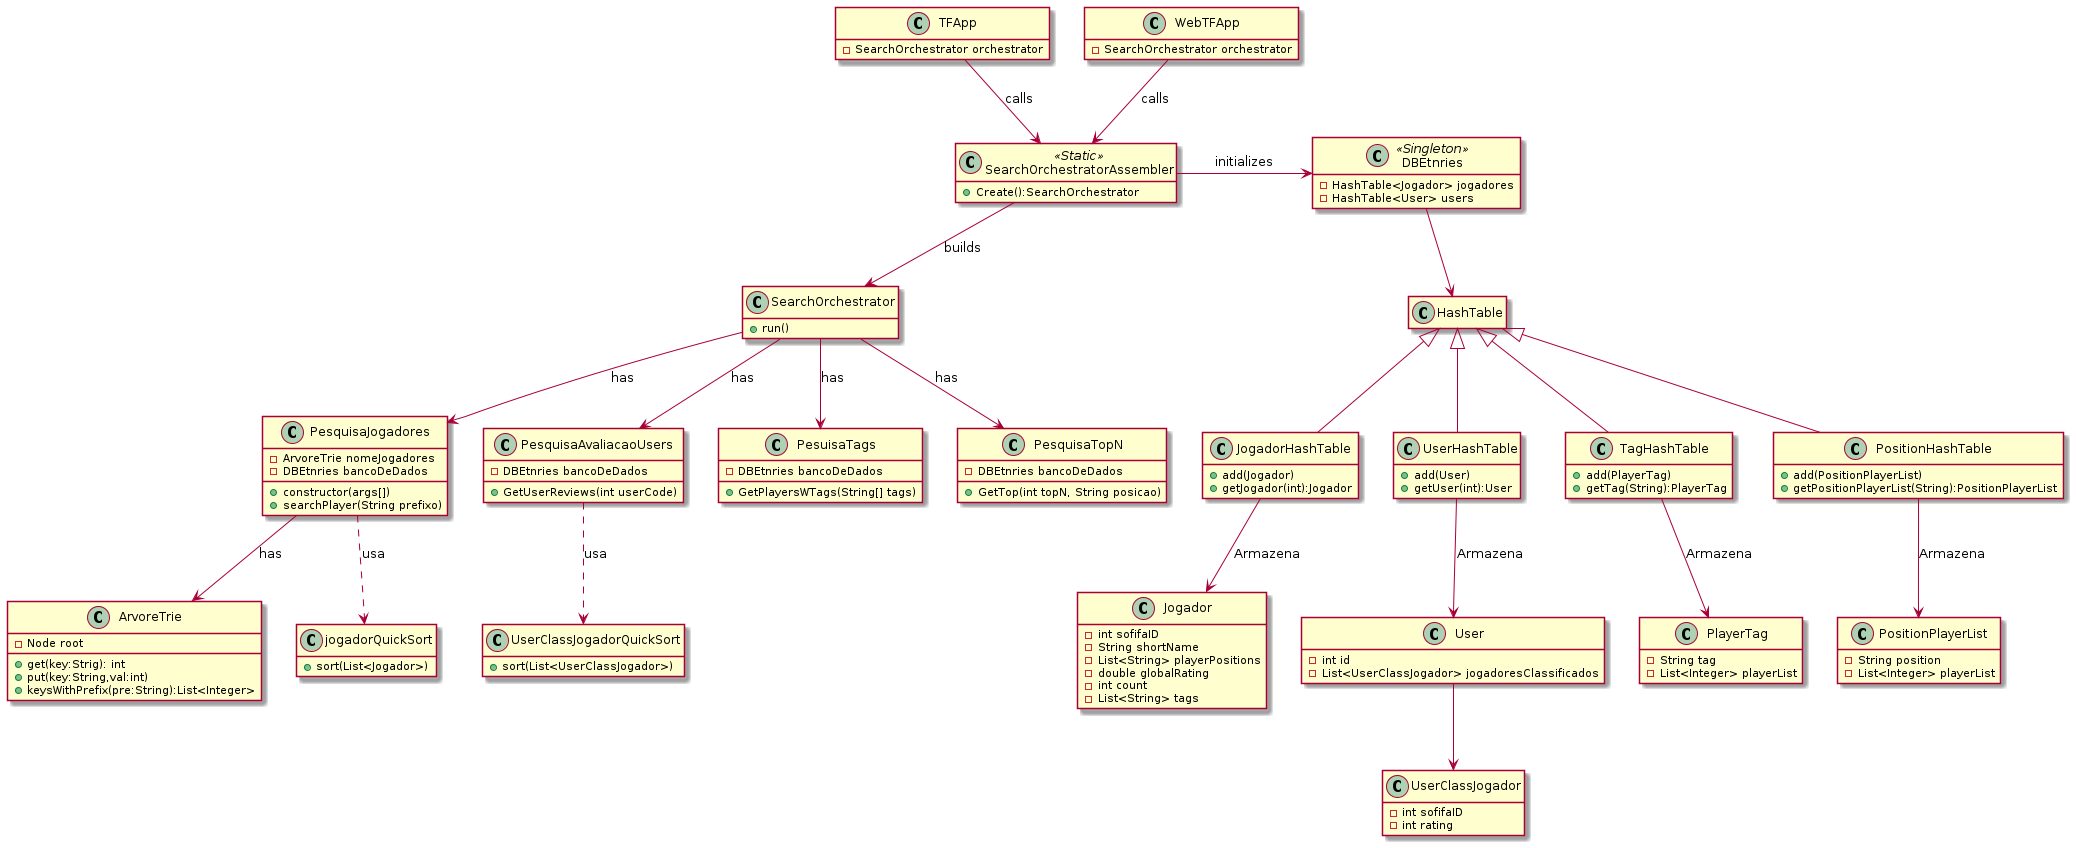 C TFApp
SearchOrchestrator orchestrator
C WebTFApp
SearchOrchestrator orchestrator
calls
calls
C «Static»
SearchOrchestratorAssembler
Create():SearchOrchestrator
initializes
C «Singleton»
DBEtnries
HashTable<Jogador> jogadores
HashTable<User> users
builds
C SearchOrchestrator
run()
C HashTable
has
has
has
has
C PesquisaJogadores
ArvoreTrie nomeJogadores
DBEtnries bancoDeDados
constructor(args[])
searchPlayer(String prefixo)
C PesquisaAvaliacaoUsers
DBEtnries bancoDeDados
GetUserReviews(int userCode)
C PesuisaTags
DBEtnries bancoDeDados
GetPlayersWTags(String[] tags)
C PesquisaTopN
DBEtnries bancoDeDados
GetTop(int topN, String posicao)
C JogadorHashTable
add(Jogador)
getJogador(int):Jogador
C UserHashTable
add(User)
getUser(int):User
C TagHashTable
add(PlayerTag)
getTag(String):PlayerTag
C PositionHashTable
add(PositionPlayerList)
getPositionPlayerList(String):PositionPlayerList
has
usa
usa
Armazena
Armazena
Armazena
Armazena
C ArvoreTrie
Node root
get(key:Strig): int
put(key:String,val:int)
keysWithPrefix(pre:String):List<Integer>
C jogadorQuickSort
sort(List<Jogador>)
C UserClassJogadorQuickSort
sort(List<UserClassJogador>)
C Jogador
int sofifaID
String shortName
List<String> playerPositions
double globalRating
int count
List<String> tags
C User
int id
List<UserClassJogador> jogadoresClassificados
C PlayerTag
String tag
List<Integer> playerList
C PositionPlayerList
String position
List<Integer> playerList
C UserClassJogador
int sofifaID
int rating